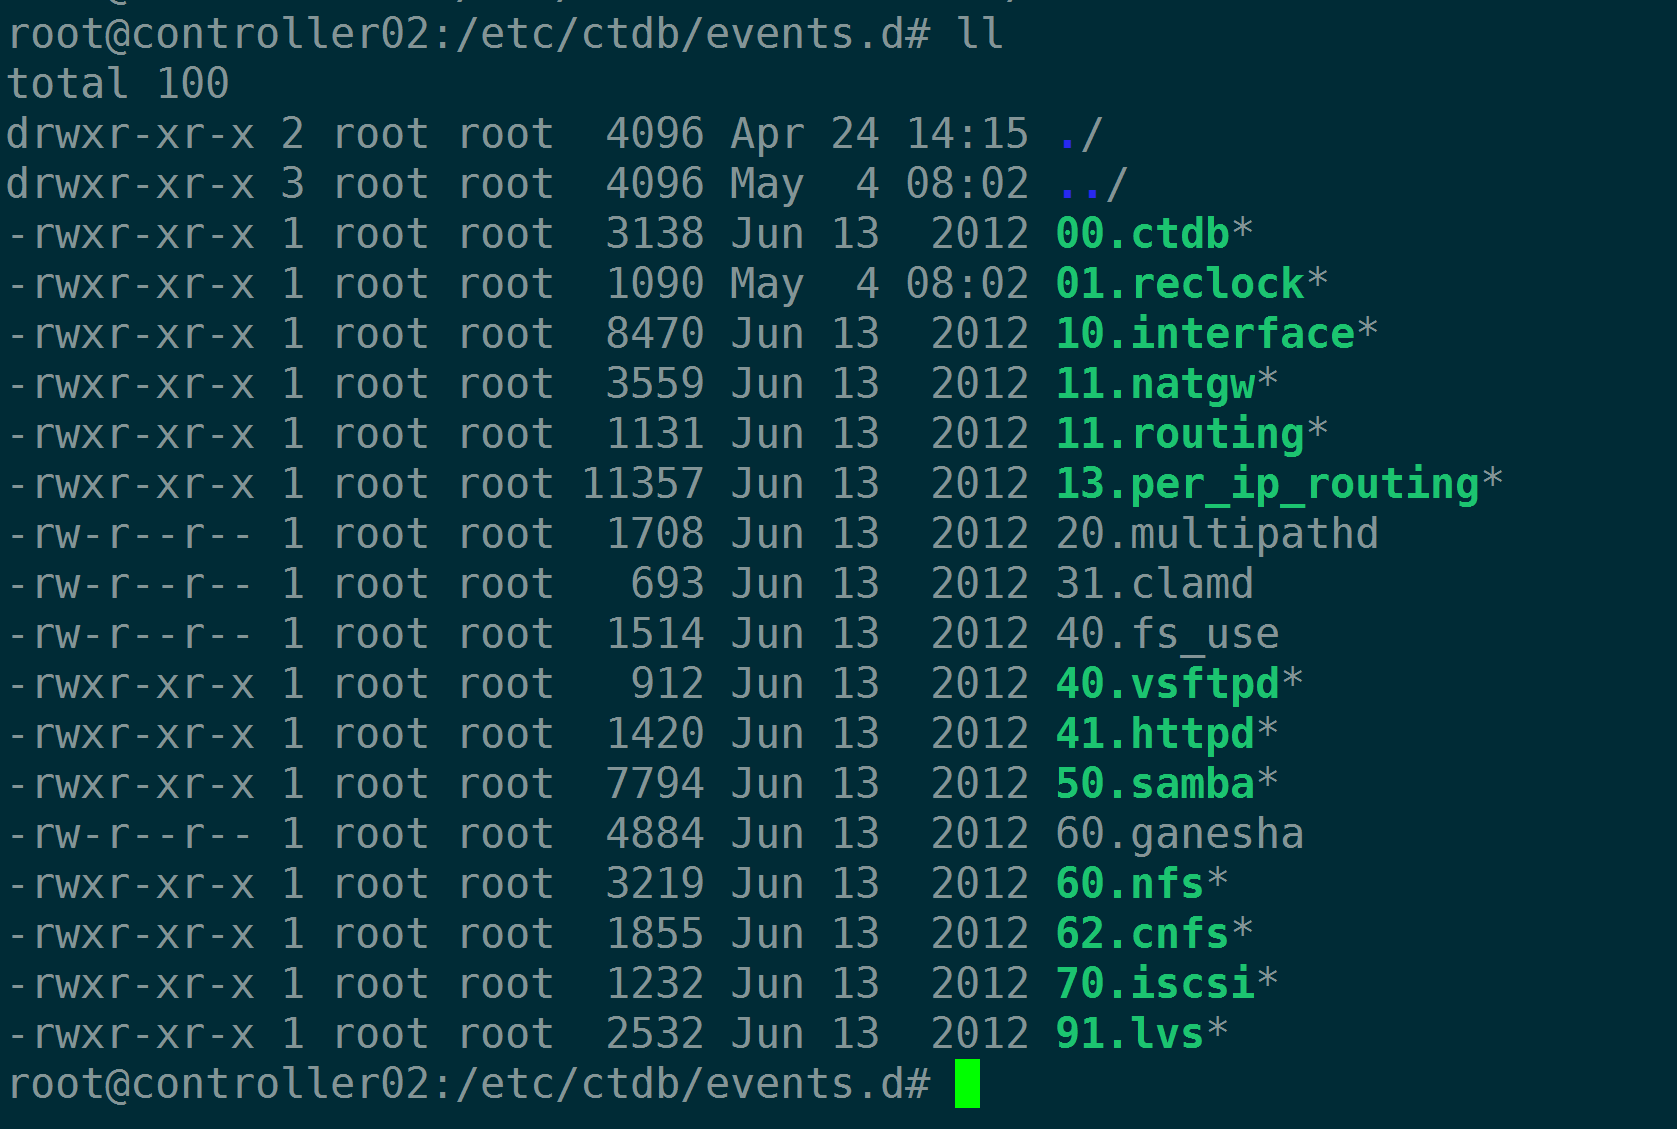 root@controller02:/etc/ctdb/events.d# ll
total 100
drwxr-xr-x 2 root root  4096 Apr 24 14:15 ./
drwxr-xr-x 3 root root  4096 May  4 08:02 ../
-rwxr-xr-x 1 root root  3138 Jun 13  2012 00.ctdb*
-rwxr-xr-x 1 root root  1090 May  4 08:02 01.reclock*
-rwxr-xr-x 1 root root  8470 Jun 13  2012 10.interface*
-rwxr-xr-x 1 root root  3559 Jun 13  2012 11.natgw*
-rwxr-xr-x 1 root root  1131 Jun 13  2012 11.routing*
-rwxr-xr-x 1 root root 11357 Jun 13  2012 13.per_ip_routing*
-rw-r--r-- 1 root root  1708 Jun 13  2012 20.multipathd
-rw-r--r-- 1 root root   693 Jun 13  2012 31.clamd
-rw-r--r-- 1 root root  1514 Jun 13  2012 40.fs_use
-rwxr-xr-x 1 root root   912 Jun 13  2012 40.vsftpd*
-rwxr-xr-x 1 root root  1420 Jun 13  2012 41.httpd*
-rwxr-xr-x 1 root root  7794 Jun 13  2012 50.samba*
-rw-r--r-- 1 root root  4884 Jun 13  2012 60.ganesha
-rwxr-xr-x 1 root root  3219 Jun 13  2012 60.nfs*
-rwxr-xr-x 1 root root  1855 Jun 13  2012 62.cnfs*
-rwxr-xr-x 1 root root  1232 Jun 13  2012 70.iscsi*
-rwxr-xr-x 1 root root  2532 Jun 13  2012 91.lvs*
root@controller02:/etc/ctdb/events.d#